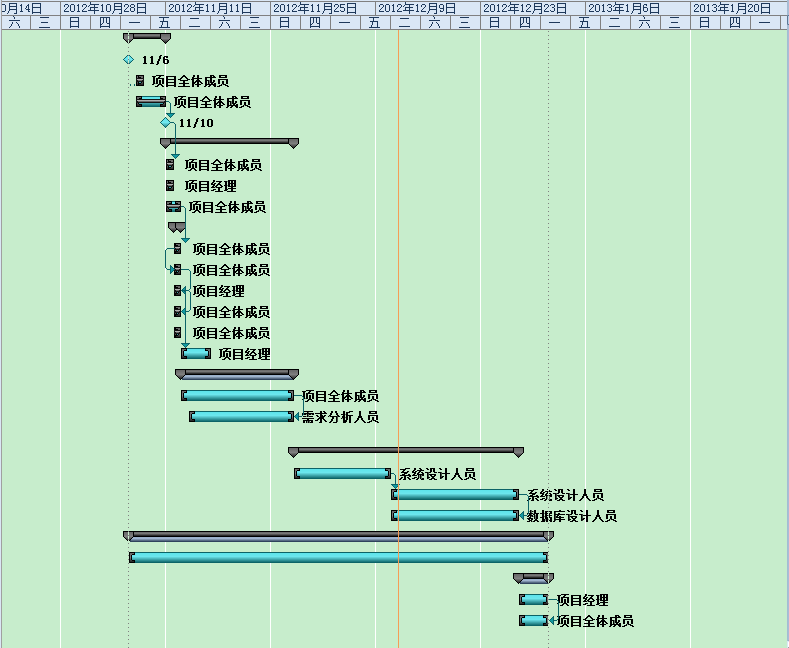 0月14日 2012年10月28日 2012年11月11日 2012年11月25日 2012年12月9日 2012年12月23日 2013年1月6日 2013年1月20日
六 三 日 四 一 五 二 六 三 日 四 一 五 二 六 三 日 四 一 五 二 六 三 日 四 一
11/6
项目全体成员
项目全体成员
11/10
项目全体成员
项目经理
项目全体成员
项目全体成员
项目全体成员
项目经理
项目全体成员
项目全体成员
项目经理
项目全体成员
需求分析人员
系统设计人员
系统设计人员
数据库设计人员
项目经理
项目全体成员